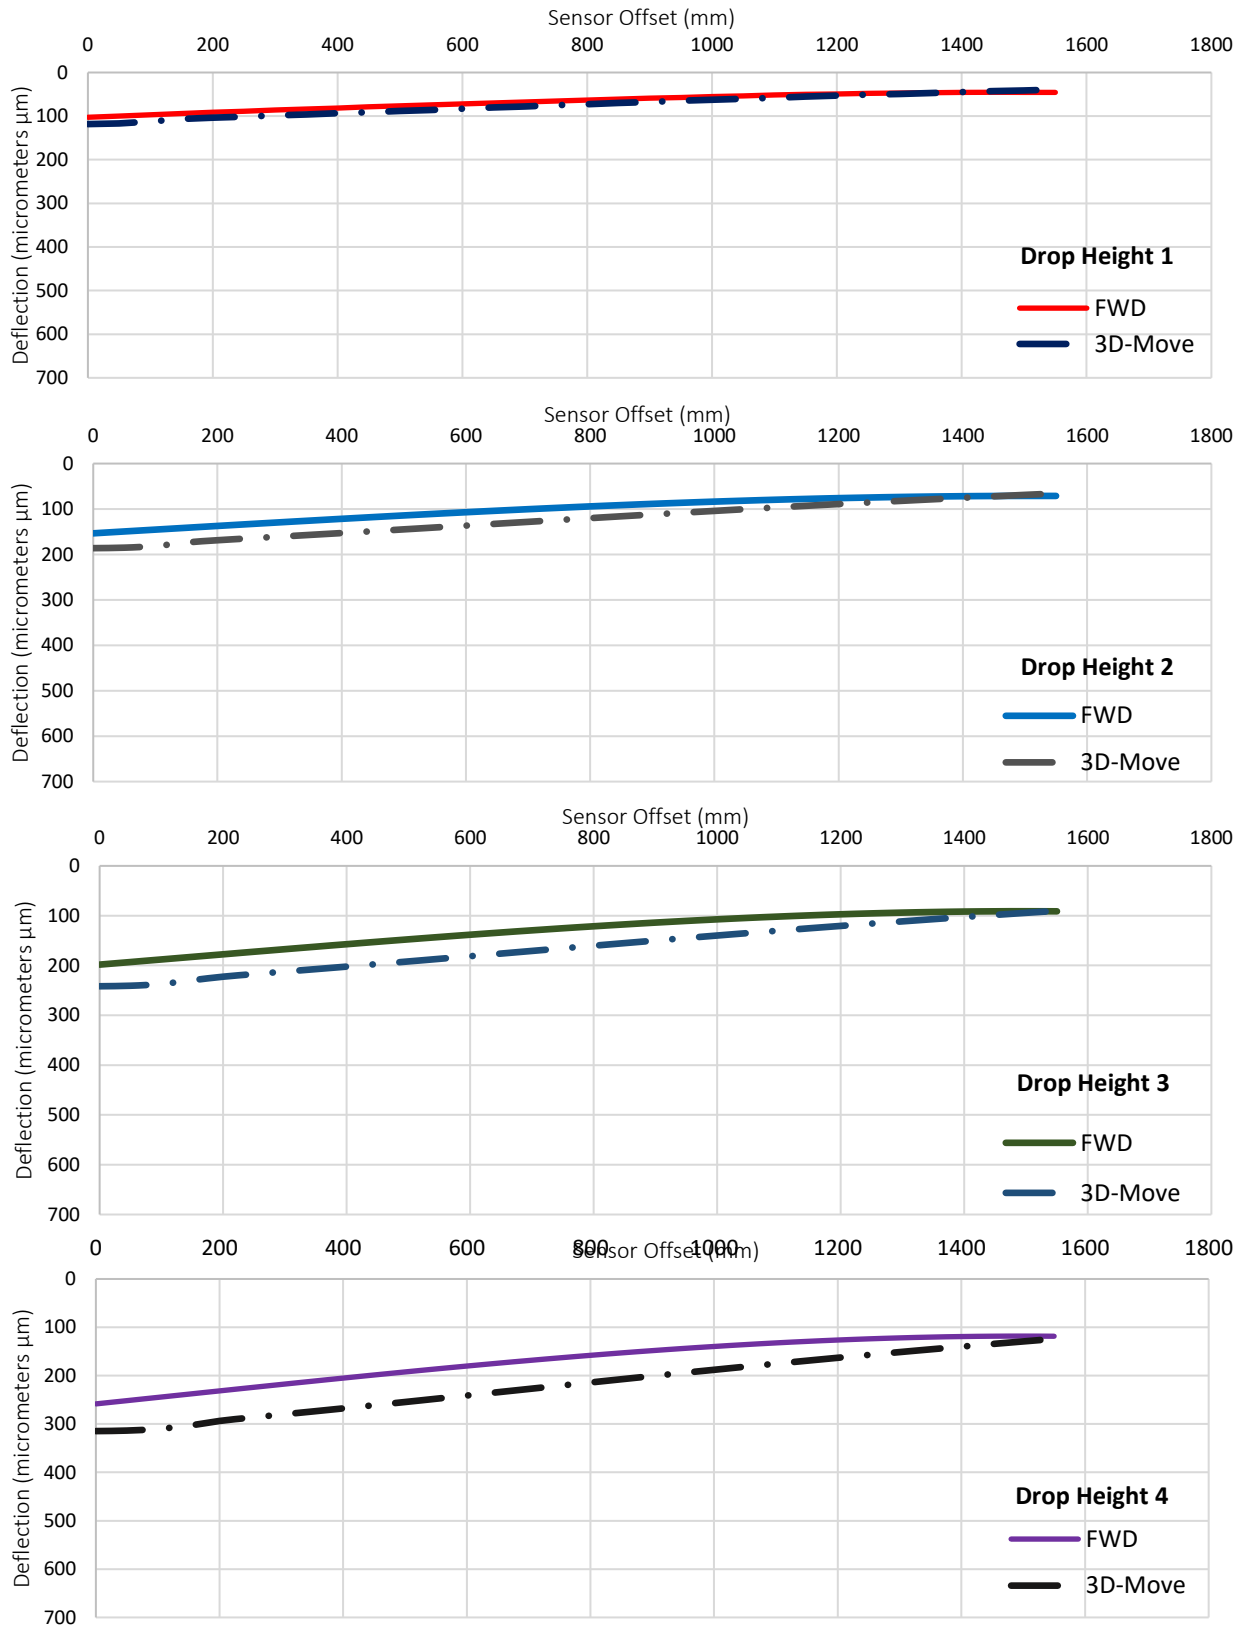 Sensor Offset (mm)
0 200 400 600 800 1000 1200 1400 1600 1800
0
100
200
300
400
500
600
700
Deflection (micrometers µm)
Drop Height 1
FWD
3D-Move
Sensor Offset (mm)
0 200 400 600 800 1000 1200 1400 1600 1800
0
100
200
300
400
500
600
700
Deflection (micrometers µm)
Drop Height 2
FWD
3D-Move
Sensor Offset (mm)
0 200 400 600 800 1000 1200 1400 1600 1800
0
100
200
300
400
500
600
700
Deflection (micrometers µm)
Drop Height 3
FWD
3D-Move
0 200 400 600 800 1000 1200 1400 1600 1800
Sensor Offset (mm)
0
100
200
300
400
500
600
700
Deflection (micrometers µm)
Drop Height 4
FWD
3D-Move